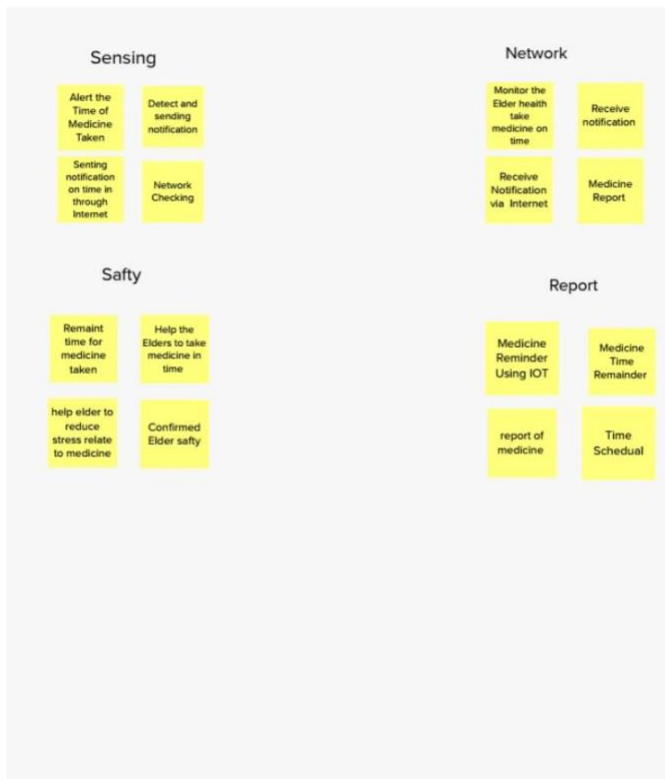 Sensing
Alert the
Time of
Medicine
Taken
Detect and
sending
notification
Senting
notification
on time in
through
Internet
Network
Checking
Network
Monitor the
Elder health
take
medicine on
time
Receive
notification
Receive
Notification
via Internet
Medicine
Report
Safty
Remaint
time for
medicine
taken
Help the
Elders to take
medicine in
time
help elder to
reduce
stress relate
to medicine
Confirmed
Elder safty
Report
Medicine
Reminder
Using IOT
Medicine
Time
Remainder
report of
medicine
Time
Schedual